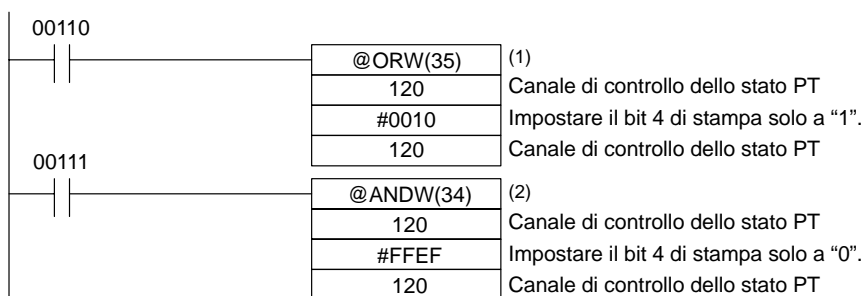 00110
@ORW(35) (1)
120 Canale di controllo dello stato PT
#0010 Impostare il bit 4 di stampa solo a “1”.
120 Canale di controllo dello stato PT
00111
@ANDW(34) (2)
120 Canale di controllo dello stato PT
#FFEF Impostare il bit 4 di stampa solo a “0”.
120 Canale di controllo dello stato PT